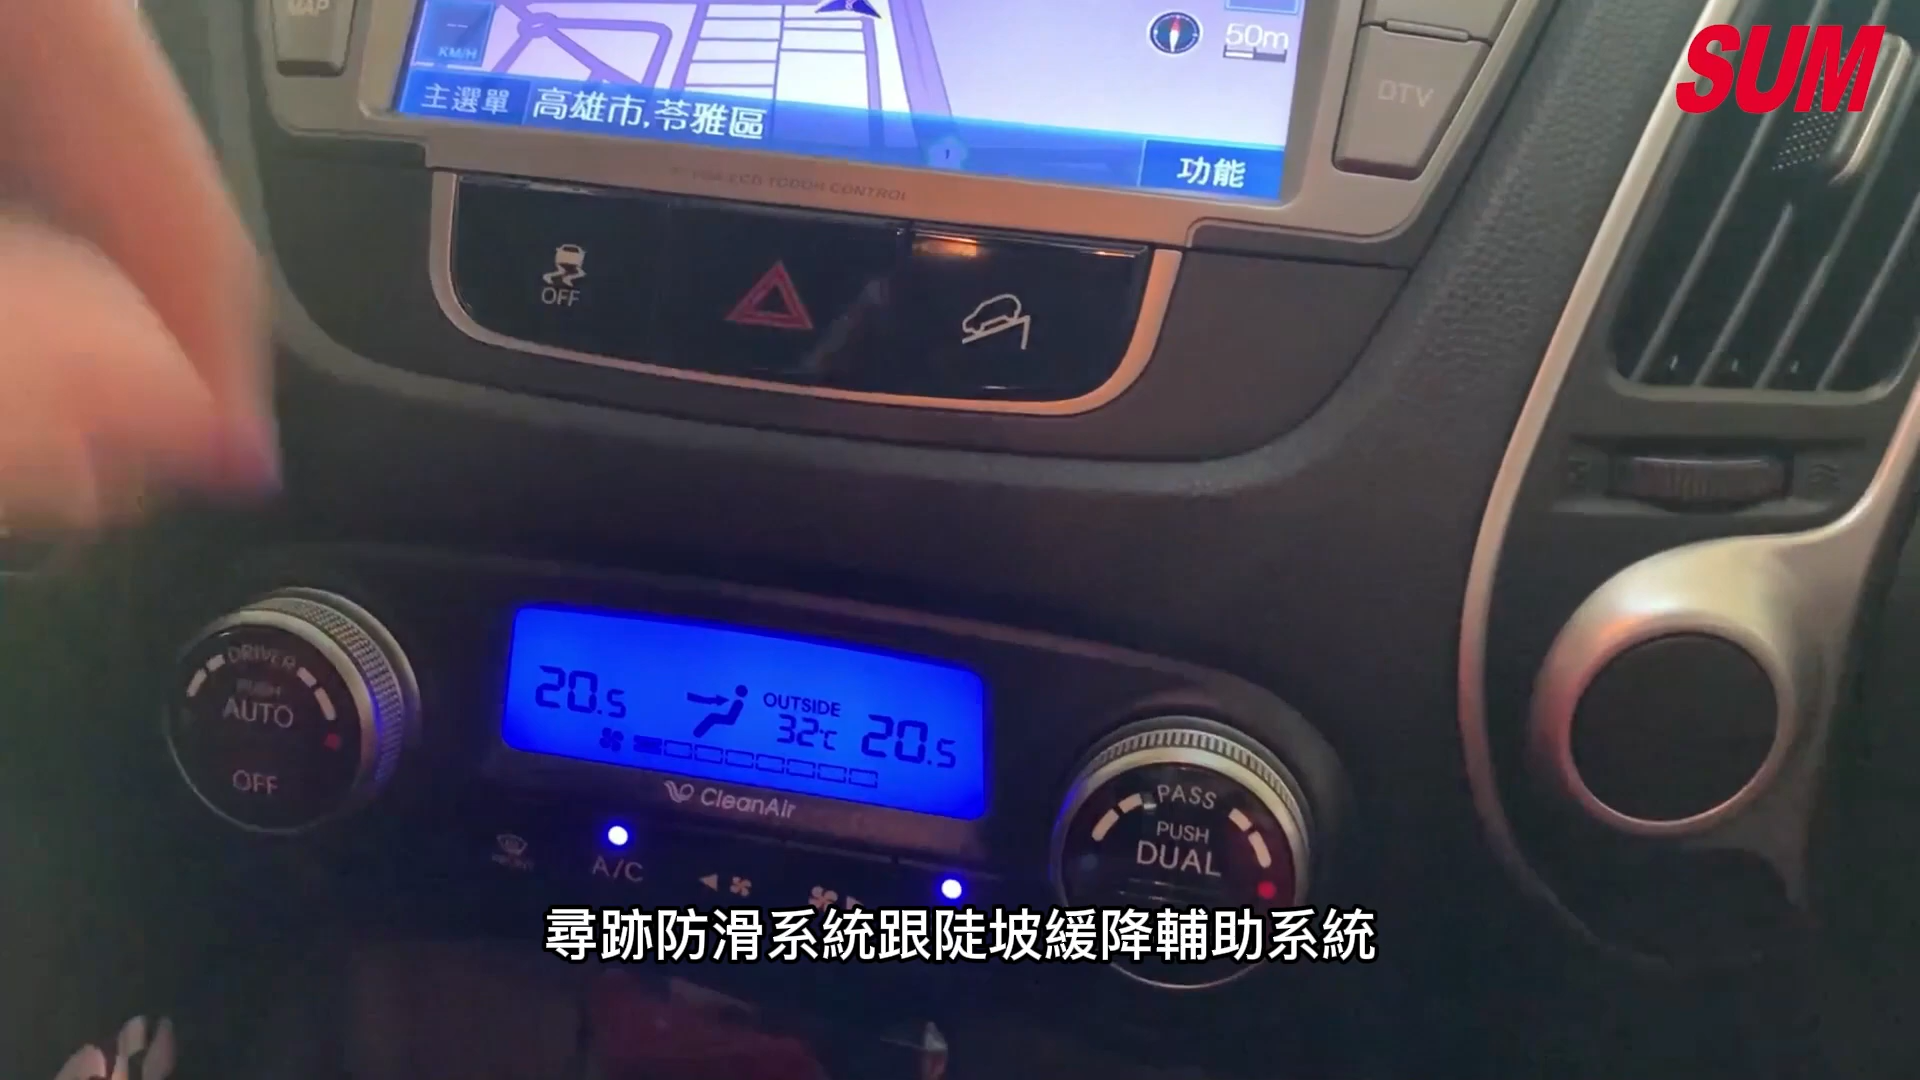 MAP
SUM
50m
KM/H
DTV
主選單
高雄市,苓雅區
功能
OFF
DRIVER
PUSH
AUTO
OFF
20.5
OUTSIDE
32℃
20.5
CleanAir
A/C
PASS
PUSH
DUAL
尋跡防滑系統跟陡坡緩降輔助系統